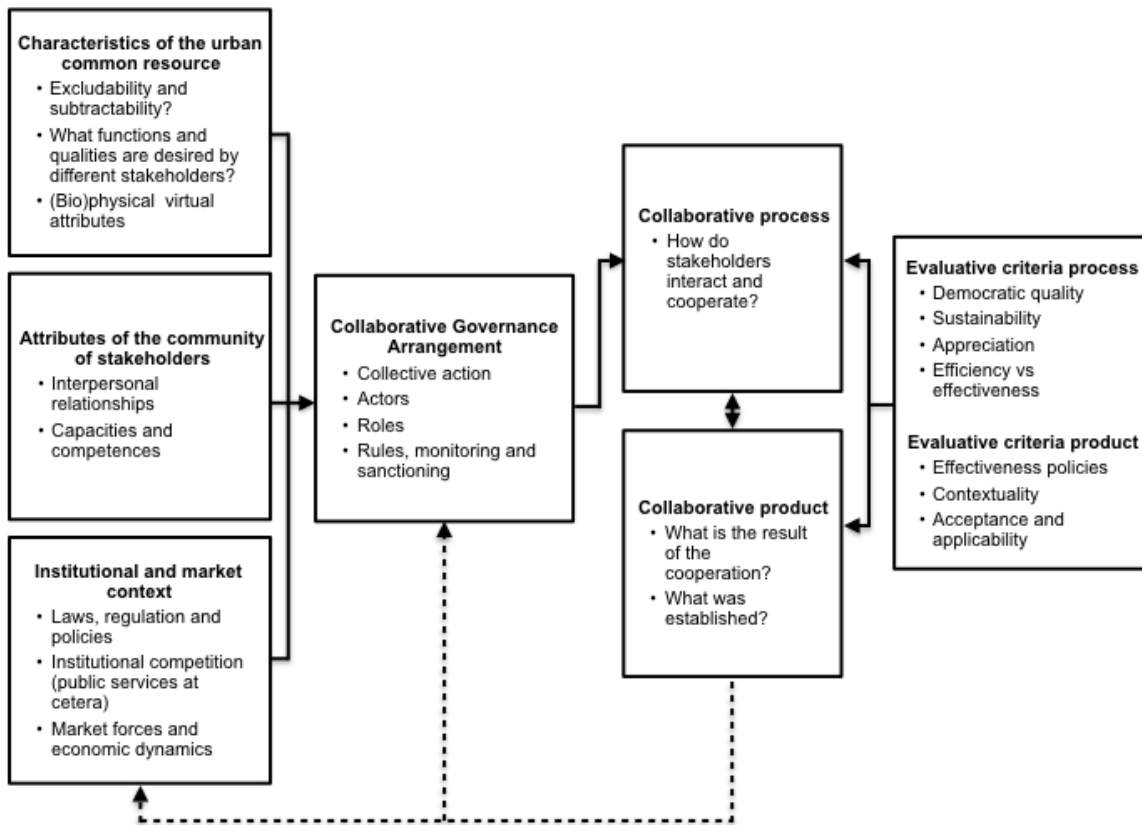 Characteristics of the urban
common resource
• Excludability and
subtractability?
• What functions and
qualities are desired by
different stakeholders?
• (Bio)physical virtual
attributes
Attributes of the community
of stakeholders
• Interpersonal
relationships
• Capacities and
competences
Institutional and market
context
• Laws, regulation and
policies
• Institutional competition
(public services at
cetera)
• Market forces and
economic dynamics
Collaborative Governance
Arrangement
• Collective action
• Actors
• Roles
• Rules, monitoring and
sanctioning
Collaborative process
• How do
stakeholders
interact and
cooperate?
Collaborative product
• What is the result
of the
cooperation?
• What was
established?
Evaluative criteria process
• Democratic quality
• Sustainability
• Appreciation
• Efficiency vs
effectiveness
Evaluative criteria product
• Effectiveness policies
• Contextuality
• Acceptance and
applicability